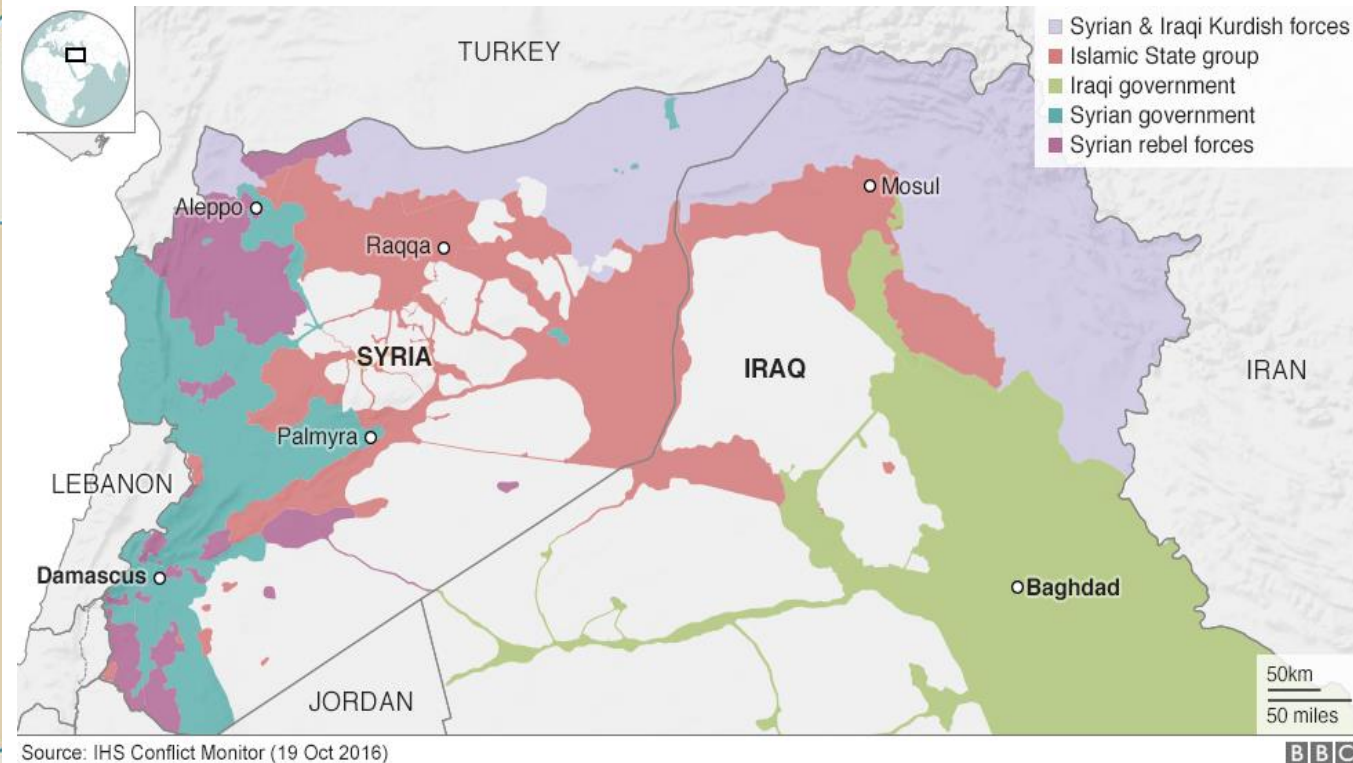 TURKEY
Syrian & Iraqi Kurdish forces
Islamic State group
Iraqi government
Syrian government
Syrian rebel forces
Mosul
Aleppo
Raqqa
SYRIA
IRAQ
IRAN
Palmyra
LEBANON
Damascus
Baghdad
JORDAN
50km
50 miles
Source: IHS Conflict Monitor (19 Oct 2016)
BBC